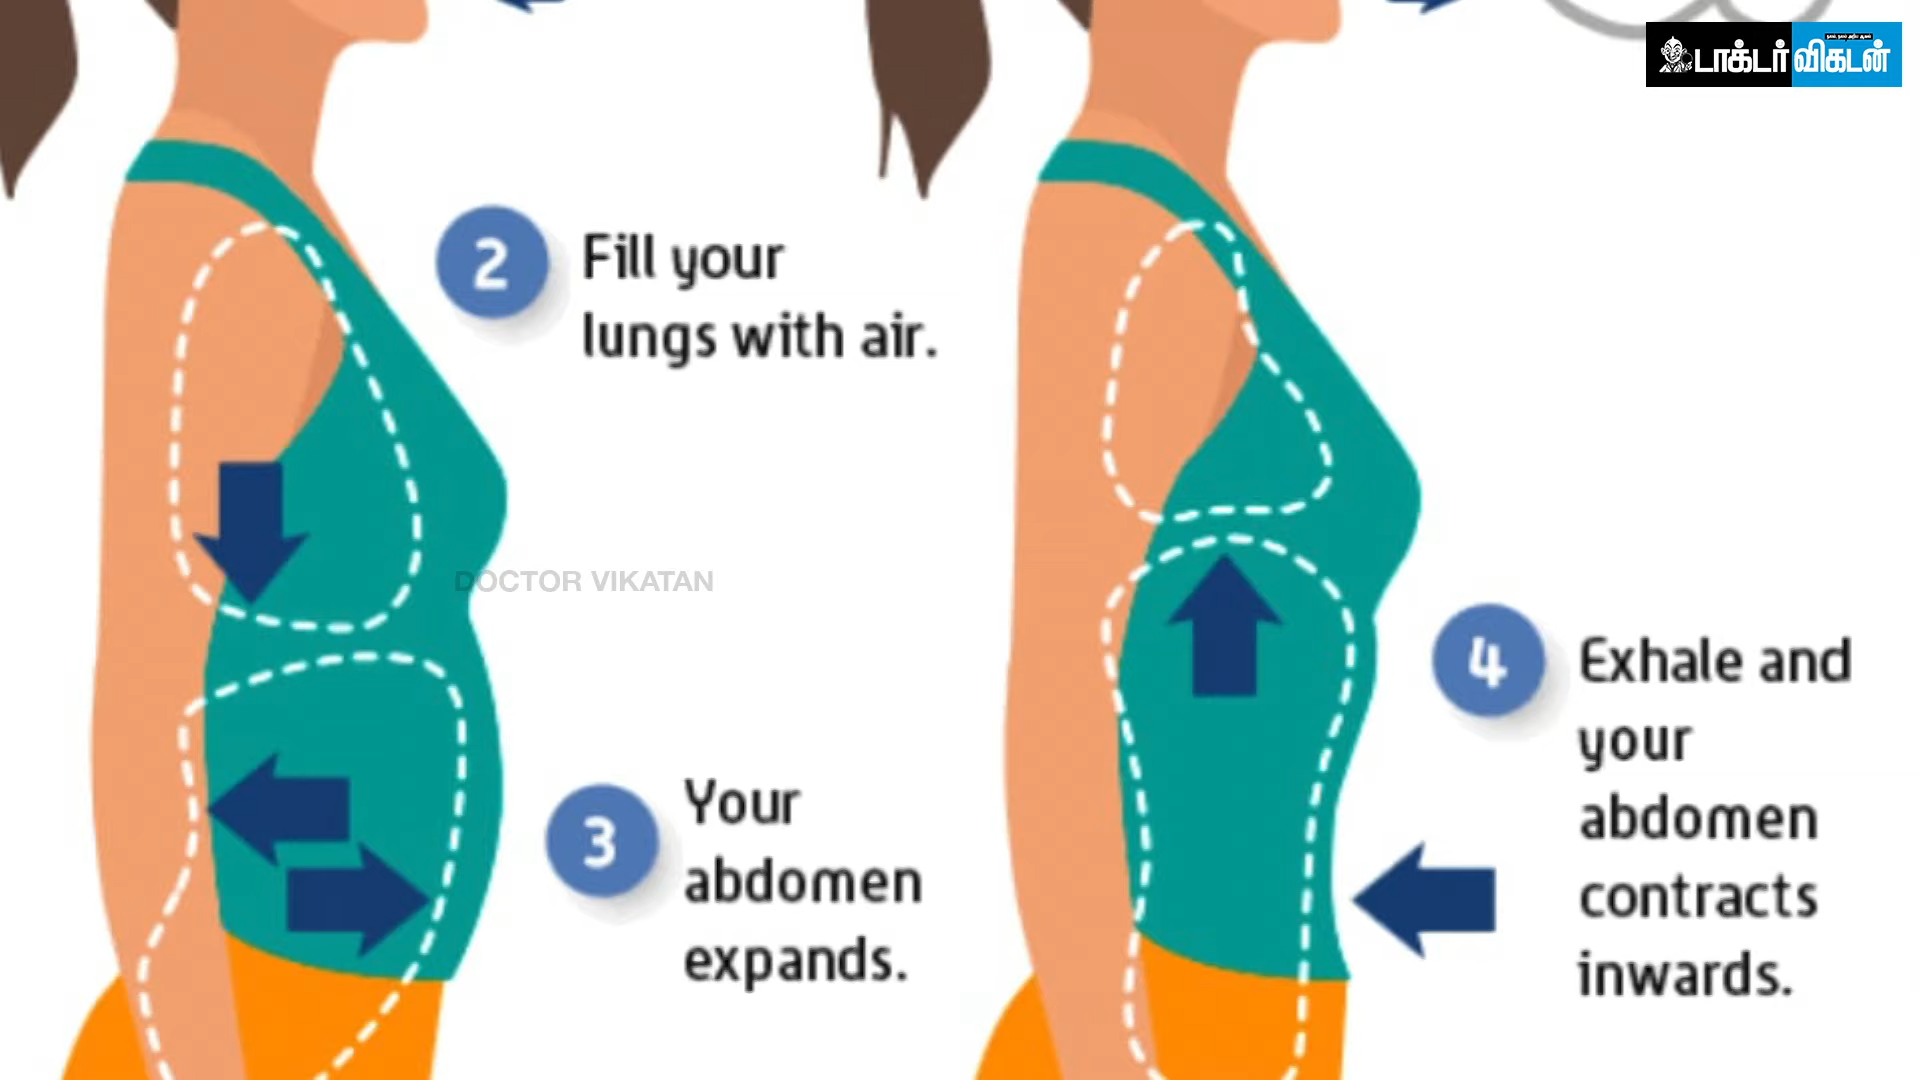 டாக்டர் விகடன்
2
Fill your
lungs with air.
DOCTOR VIKATAN
3
Your
abdomen
expands.
4
Exhale and
your
abdomen
contracts
inwards.